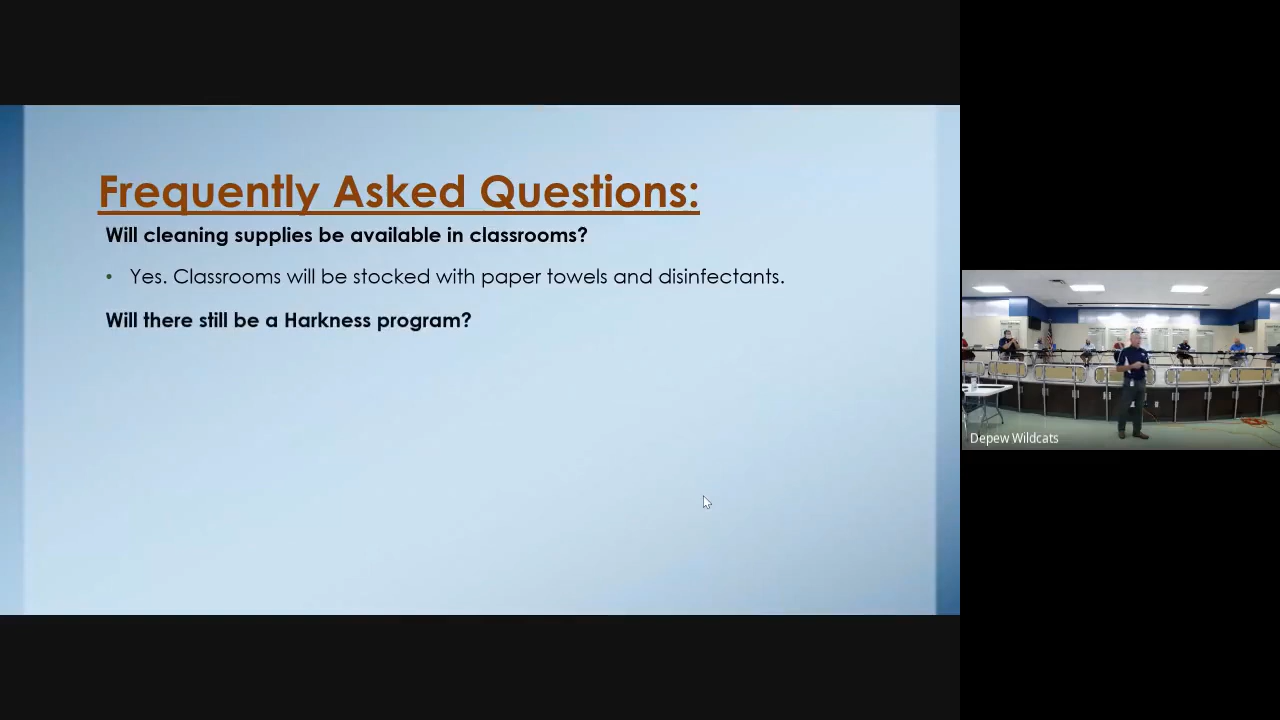 Frequently Asked Questions:
Will cleaning supplies be available in classrooms?
• Yes. Classrooms will be stocked with paper towels and disinfectants.
Will there still be a Harkness program?
Depew Wildcats